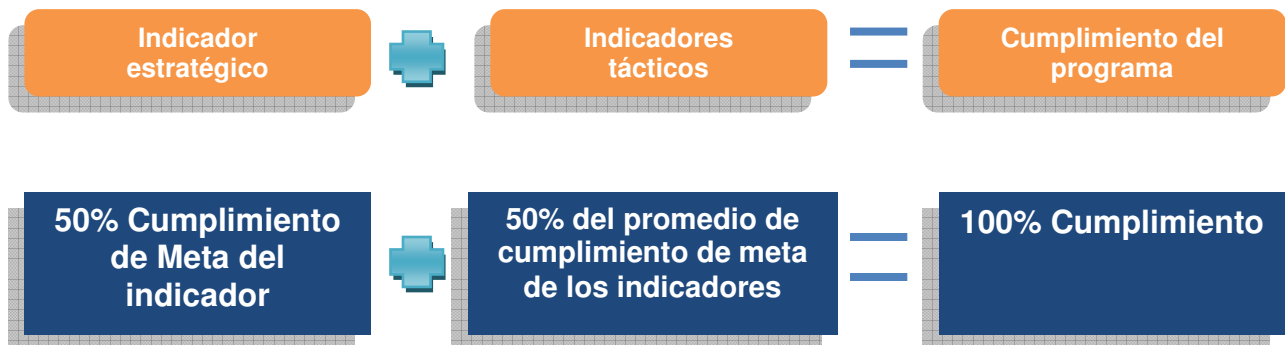 Indicador
estratégico
Indicadores
tácticos
Cumplimiento del
programa
50% Cumplimiento
de Meta del
indicador
50% del promedio de
cumplimiento de meta
de los indicadores
100% Cumplimiento